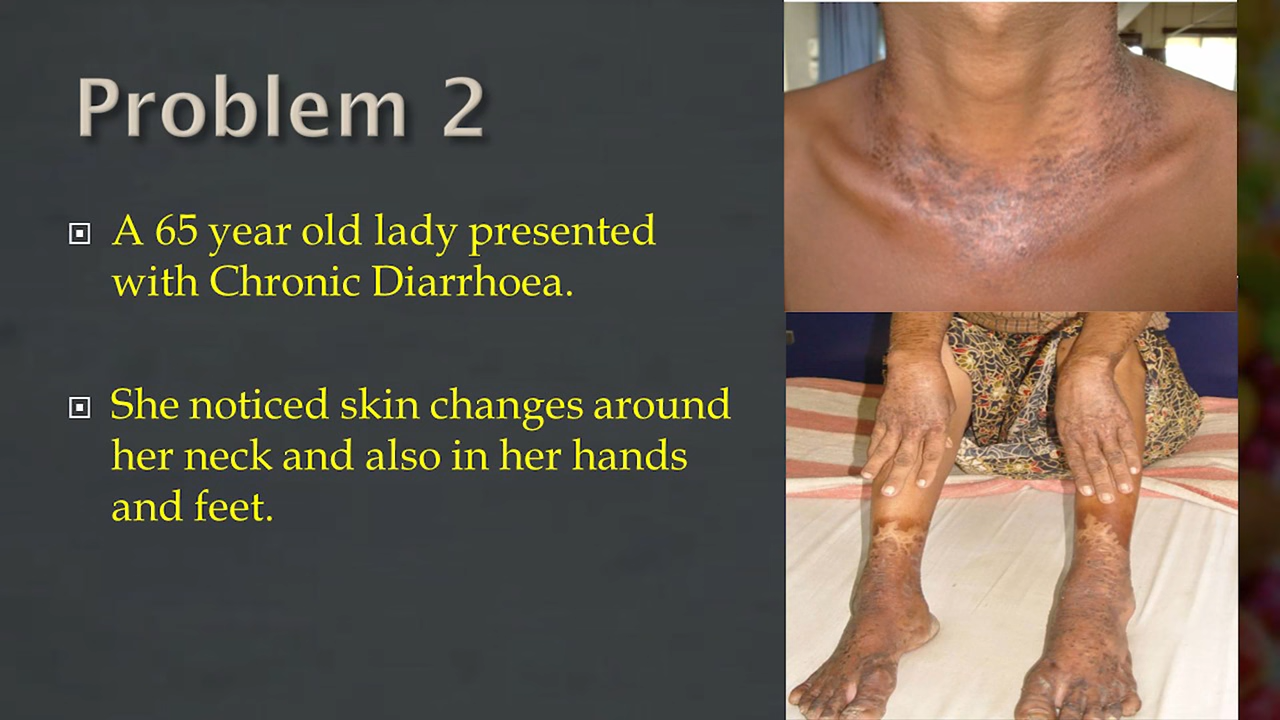 Problem 2
A 65 year old lady presented
with Chronic Diarrhoea.
She noticed skin changes around
her neck and also in her hands
and feet.